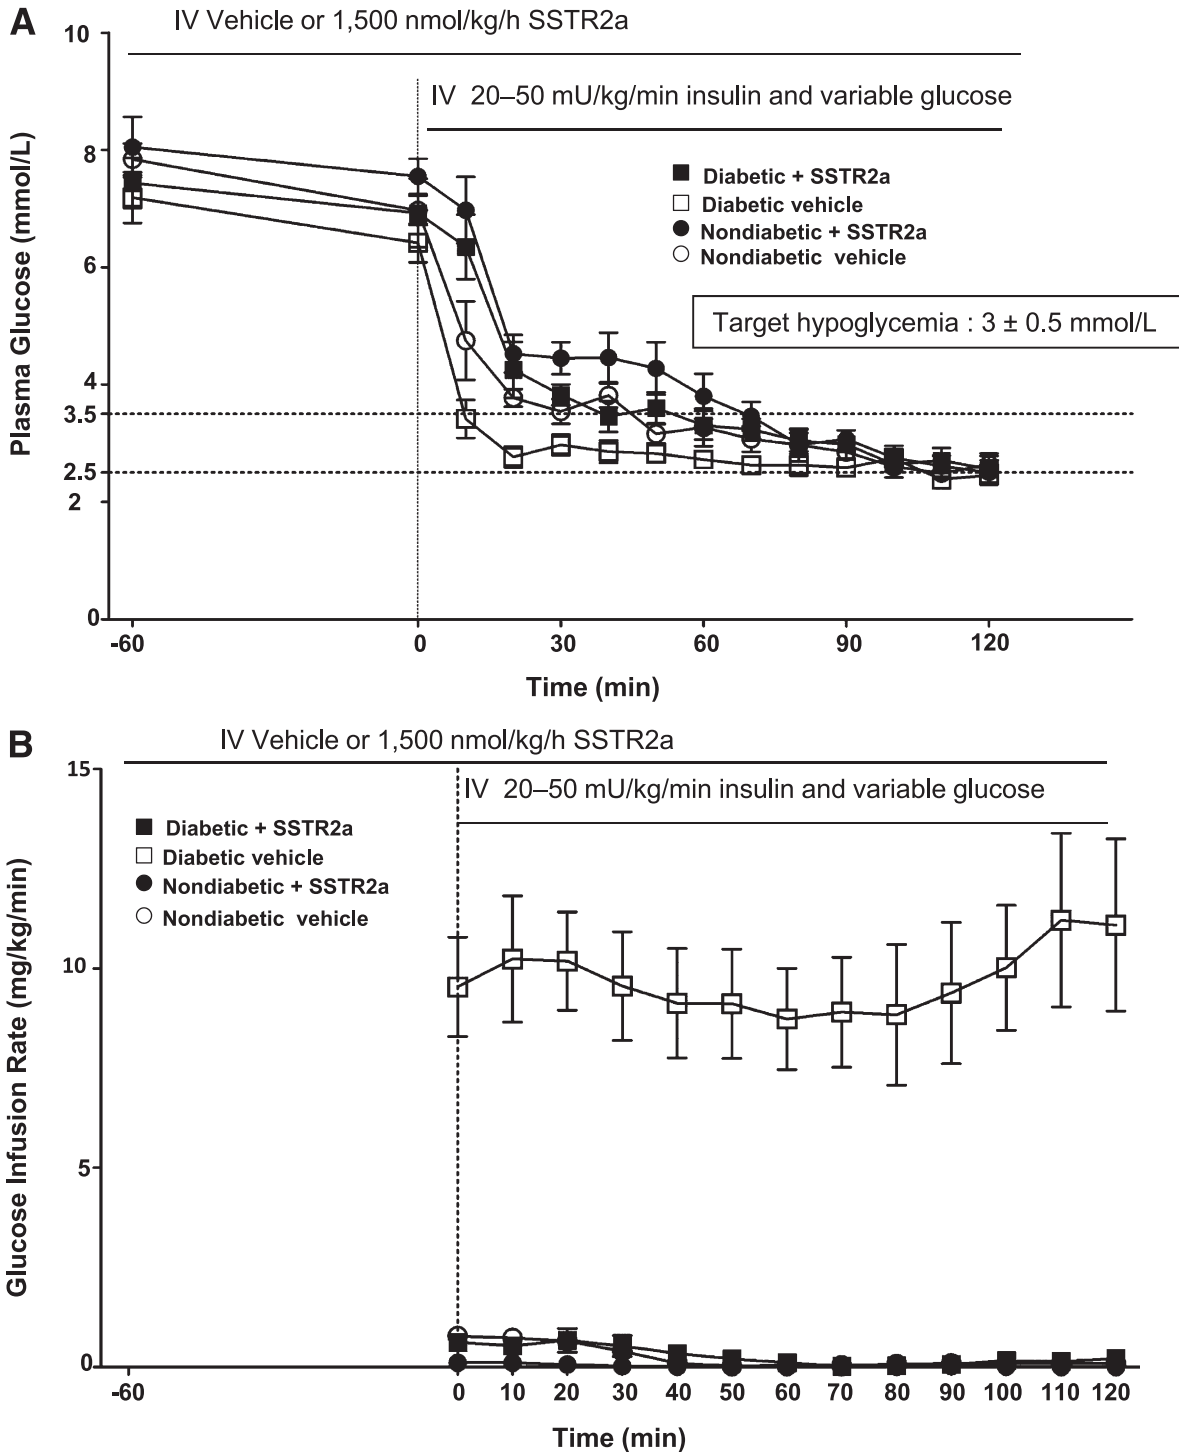 A
IV Vehicle or 1,500 nmol/kg/h SSTR2a
IV 20–50 mU/kg/min insulin and variable glucose
Diabetic + SSTR2a
Diabetic vehicle
Nondiabetic + SSTR2a
Nondiabetic vehicle
Target hypoglycemia : 3 ± 0.5 mmol/L
Plasma Glucose (mmol/L)
10
8
6
4
3.5
2.5
2
0
-60 0 30 60 90 120
Time (min)
B
IV Vehicle or 1,500 nmol/kg/h SSTR2a
IV 20–50 mU/kg/min insulin and variable glucose
Diabetic + SSTR2a
Diabetic vehicle
Nondiabetic + SSTR2a
Nondiabetic vehicle
Glucose Infusion Rate (mg/kg/min)
15
10
5
0
-60 0 10 20 30 40 50 60 70 80 90 100 110 120
Time (min)